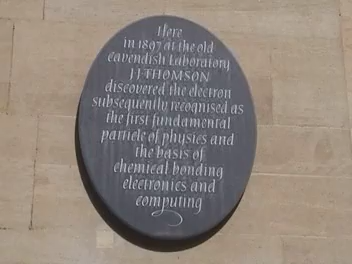 Here
in 1897 at the old
Cavendish Laboratory
J J THOMSON
discovered the electron
subsequently recognised as
the first fundamental
particle of physics and
the basis of
chemical bonding
electronics and
computing